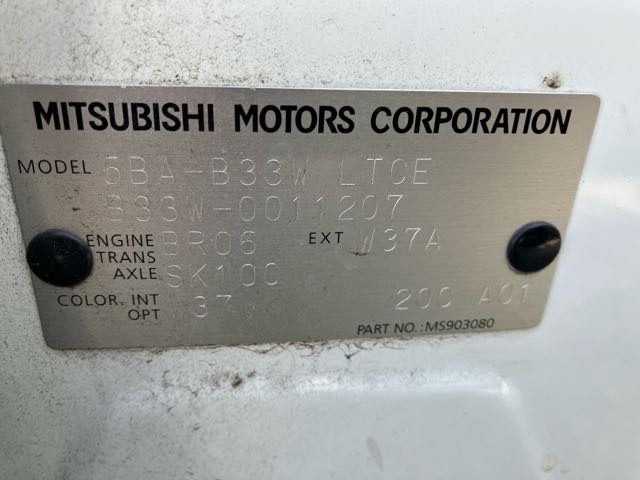 MITSUBISHI MOTORS CORPORATION
MODEL 5BA-B33W LTCE
B33W-0011207
ENGINE BR06 EXT W37A
TRANS
AXLE SK10C
COLOR. INT 37 200 A01
OPT
PART NO.:MS903080